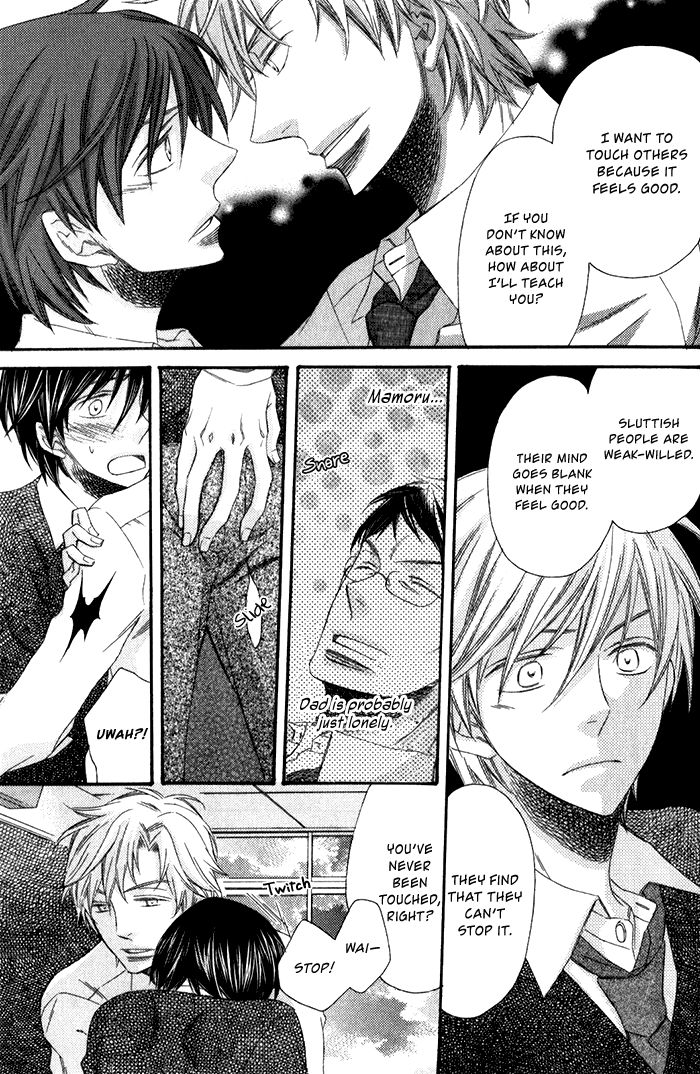 I WANT TO
TOUCH OTHERS
BECAUSE IT
FEELS GOOD.
IF YOU
DON'T KNOW
ABOUT THIS,
HOW ABOUT
I'LL TEACH
YOU?
SLUTTISH
PEOPLE ARE
WEAK-WILLED.
THEIR MIND
GOES BLANK
WHEN THEY
FEEL GOOD.
THEY FIND
THAT THEY
CAN'T
STOP IT.
Mamoru...
Snore
Dad is probably
just lonely.
Slide
UWAH?!
YOU'VE
NEVER
BEEN
TOUCHED,
RIGHT?
Twitch
WAI—
STOP!